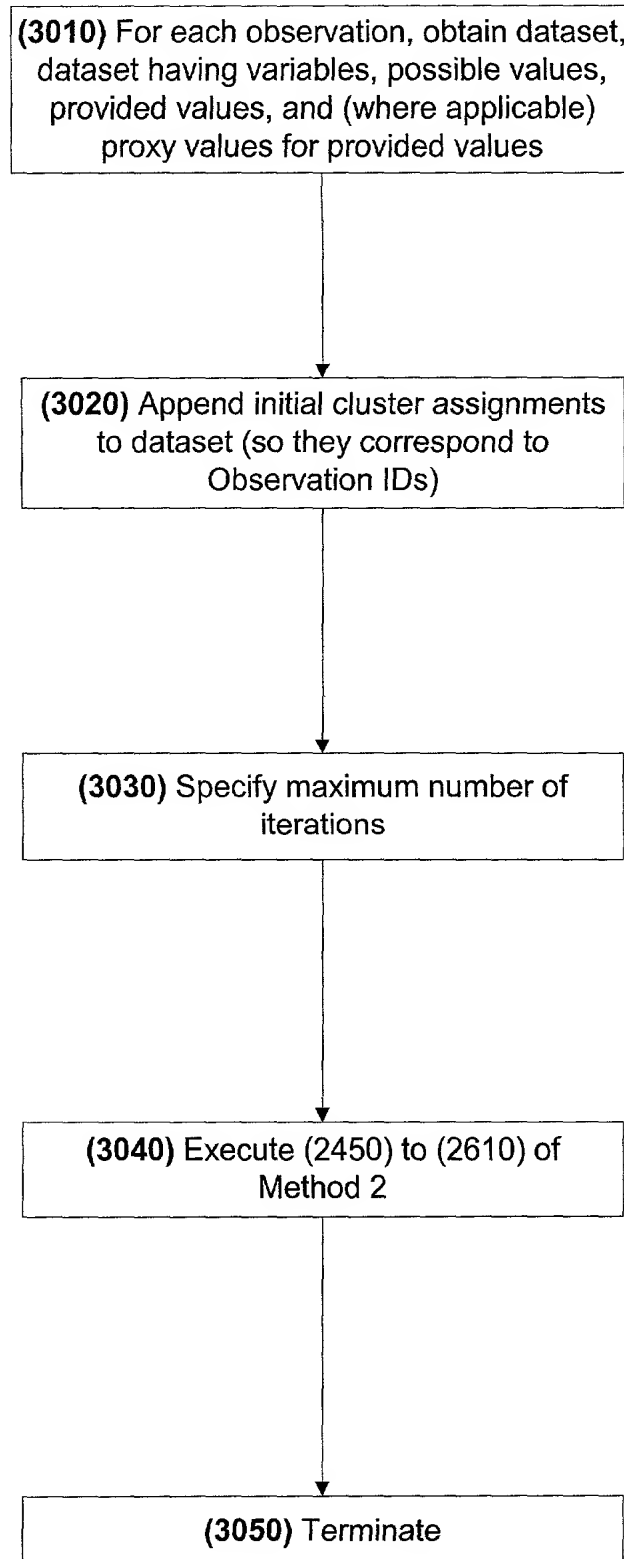 (3010) For each observation, obtain dataset,
dataset having variables, possible values,
provided values, and (where applicable)
proxy values for provided values
(3020) Append initial cluster assignments
to dataset (so they correspond to
Observation IDs)
(3030) Specify maximum number of
iterations
(3040) Execute (2450) to (2610) of
Method 2
(3050) Terminate